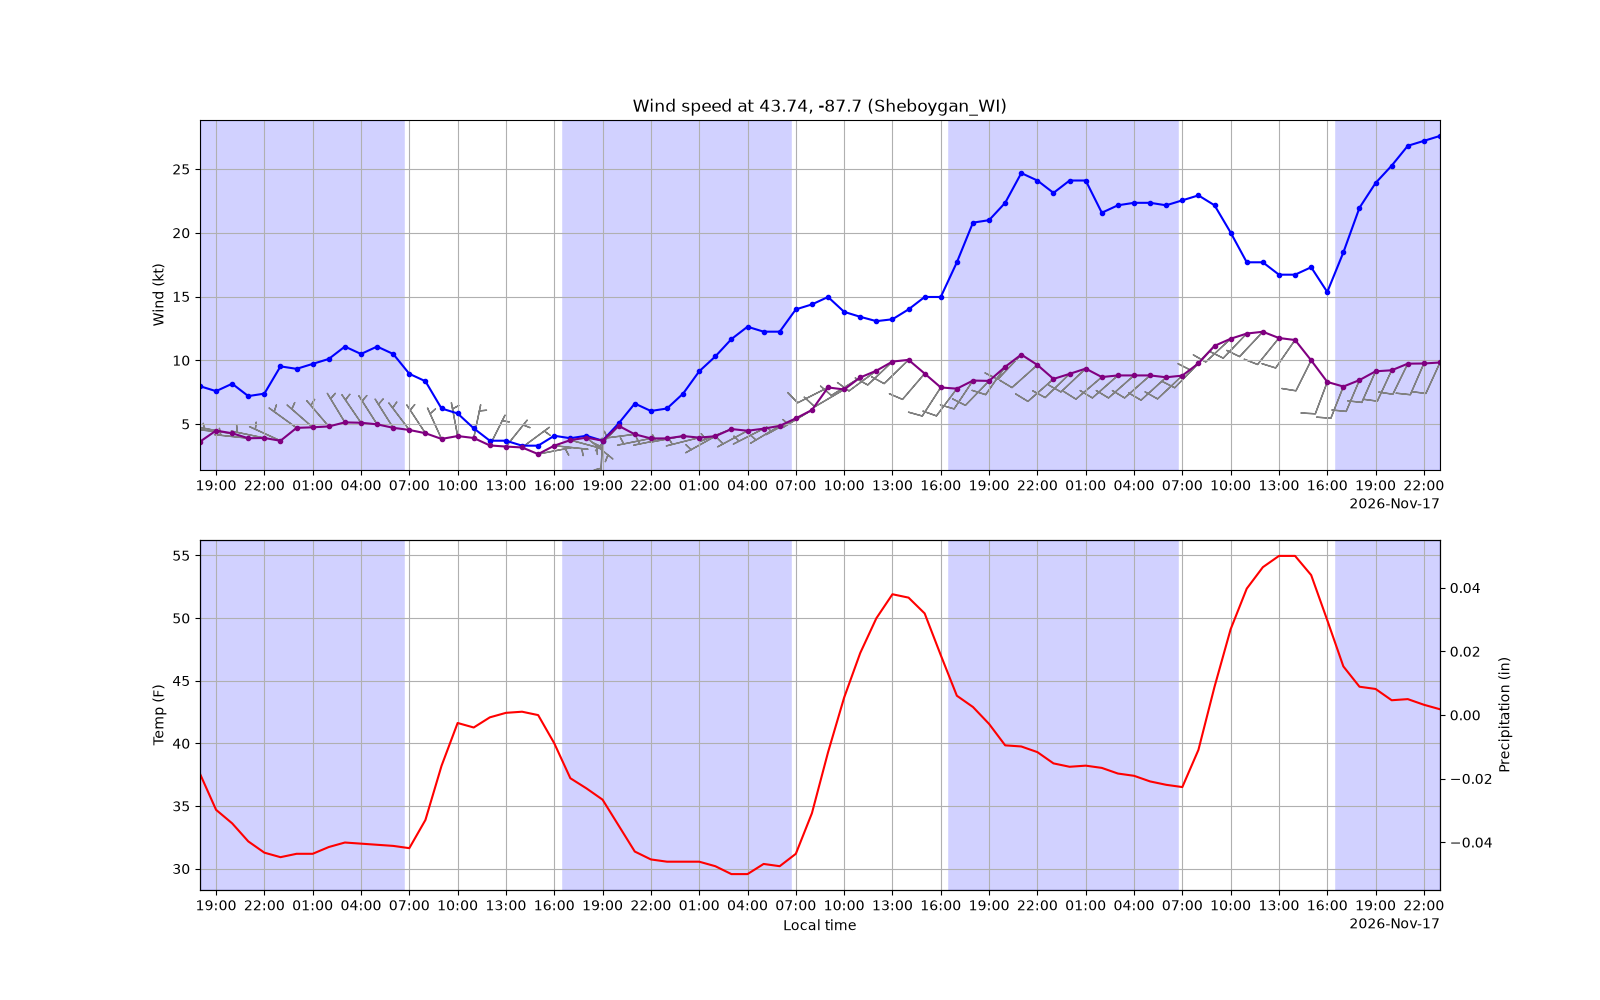 Wind speed at 43.74, -87.7 (Sheboygan_WI)
Wind (kt)
25
20
15
10
5
19:00 22:00 01:00 04:00 07:00 10:00 13:00 16:00 19:00 22:00 01:00 04:00 07:00 10:00 13:00 16:00 19:00 22:00 01:00 04:00 07:00 10:00 13:00 16:00 19:00 22:00
2026-Nov-17
Temp (F)
55
50
45
40
35
30
0.04
0.02
0.00
−0.02
−0.04
Precipitation (in)
19:00 22:00 01:00 04:00 07:00 10:00 13:00 16:00 19:00 22:00 01:00 04:00 07:00 10:00 13:00 16:00 19:00 22:00 01:00 04:00 07:00 10:00 13:00 16:00 19:00 22:00
Local time
2026-Nov-17